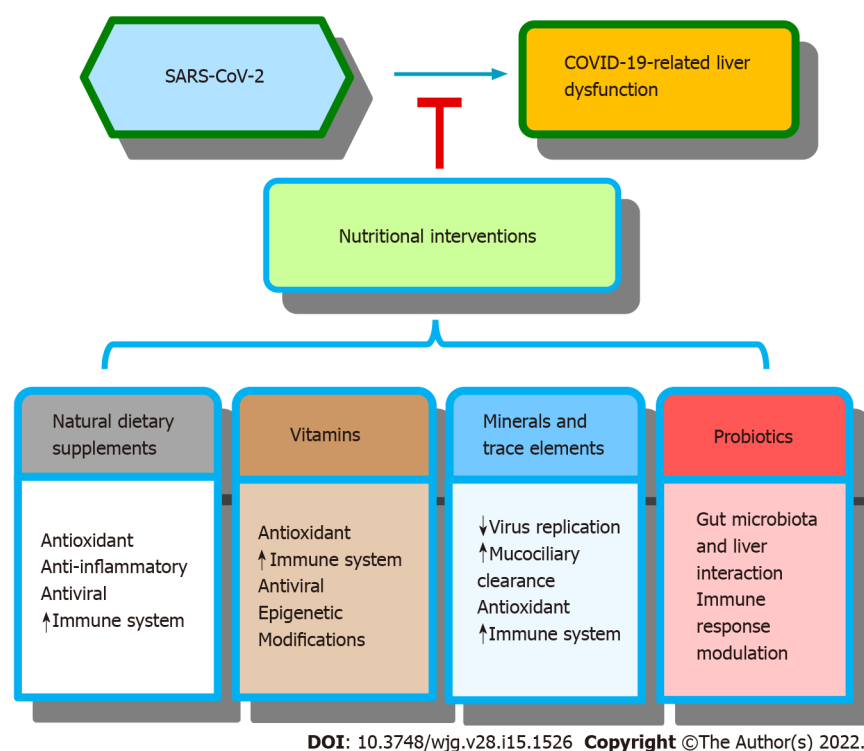 SARS-CoV-2
COVID-19-related liver
dysfunction
Nutritional interventions
Natural dietary
supplements
Antioxidant
Anti-inflammatory
Antiviral
↑Immune system
Vitamins
Antioxidant
↑Immune system
Antiviral
Epigenetic
Modifications
Minerals and
trace elements
↓Virus replication
↑Mucociliary
clearance
Antioxidant
↑Immune system
Probiotics
Gut microbiota
and liver
interaction
Immune
response
modulation
DOI: 10.3748/wjg.v28.i15.1526 Copyright ©The Author(s) 2022.